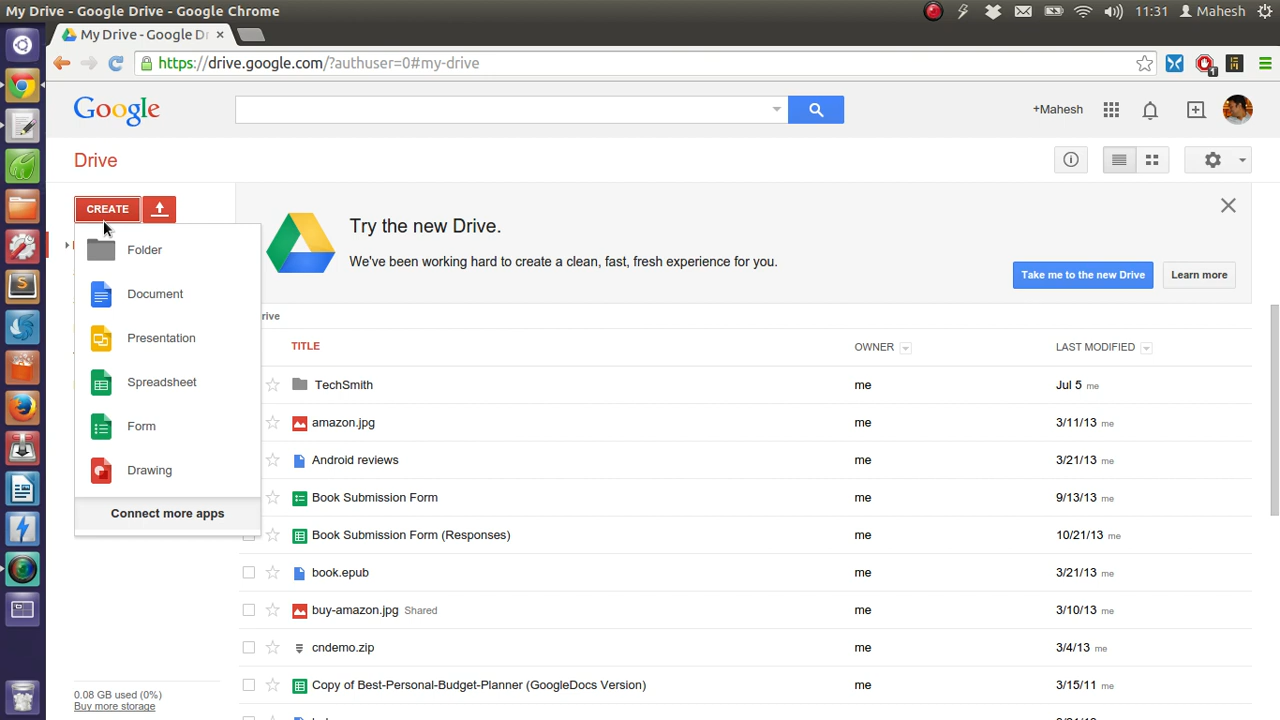 My Drive - Google Drive - Google Chrome
11:31 Mahesh
My Drive - Google Dr
https://drive.google.com/?authuser=0#my-drive
1
Google
+Mahesh
Drive
CREATE
Folder
Document
Presentation
Spreadsheet
Form
Drawing
Connect more apps
0.08 GB used (0%)
Buy more storage
Try the new Drive.
We've been working hard to create a clean, fast, fresh experience for you.
Take me to the new Drive Learn more
rive
TITLE OWNER LAST MODIFIED
TechSmith me Jul 5 me
amazon.jpg me 3/11/13 me
Android reviews me 3/21/13 me
Book Submission Form me 9/13/13 me
Book Submission Form (Responses) me 10/21/13 me
book.epub me 3/21/13 me
buy-amazon.jpg Shared me 3/10/13 me
cndemo.zip me 3/4/13 me
Copy of Best-Personal-Budget-Planner (GoogleDocs Version) me 3/15/11 me